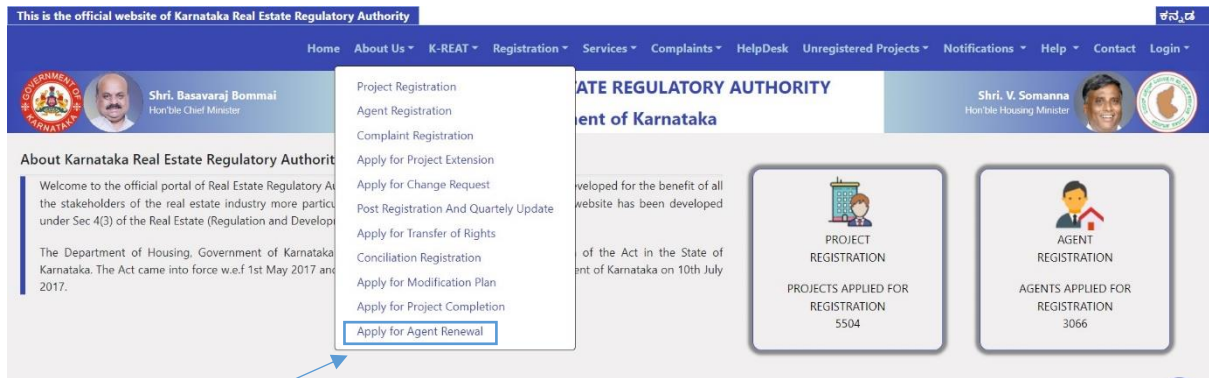 This is the official website of Karnataka Real Estate Regulatory Authority
ಕನ್ನಡ
Home About Us K-REAT Registration Services Complaints HelpDesk Unregistered Projects Notifications Help Contact Login
Shri. Basavaraj Bommai
Hon'ble Chief Minister
ATE REGULATORY AUTHORITY
ent of Karnataka
Shri. V. Somanna
Hon'ble Housing Minister
Project Registration
Agent Registration
Complaint Registration
Apply for Project Extension
Apply for Change Request
Post Registration And Quartely Update
Apply for Transfer of Rights
Conciliation Registration
Apply for Modification Plan
Apply for Project Completion
Apply for Agent Renewal
About Karnataka Real Estate Regulatory Authorit
Welcome to the official portal of Real Estate Regulatory Au veloped for the benefit of all
the stakeholders of the real estate industry more particu website has been developed
under Sec 4(3) of the Real Estate (Regulation and Develop
The Department of Housing, Government of Karnataka of the Act in the State of
Karnataka. The Act came into force w.e.f 1st May 2017 and ent of Karnataka on 10th July
2017.
PROJECT
REGISTRATION
PROJECTS APPLIED FOR
REGISTRATION
5504
AGENT
REGISTRATION
AGENTS APPLIED FOR
REGISTRATION
3066